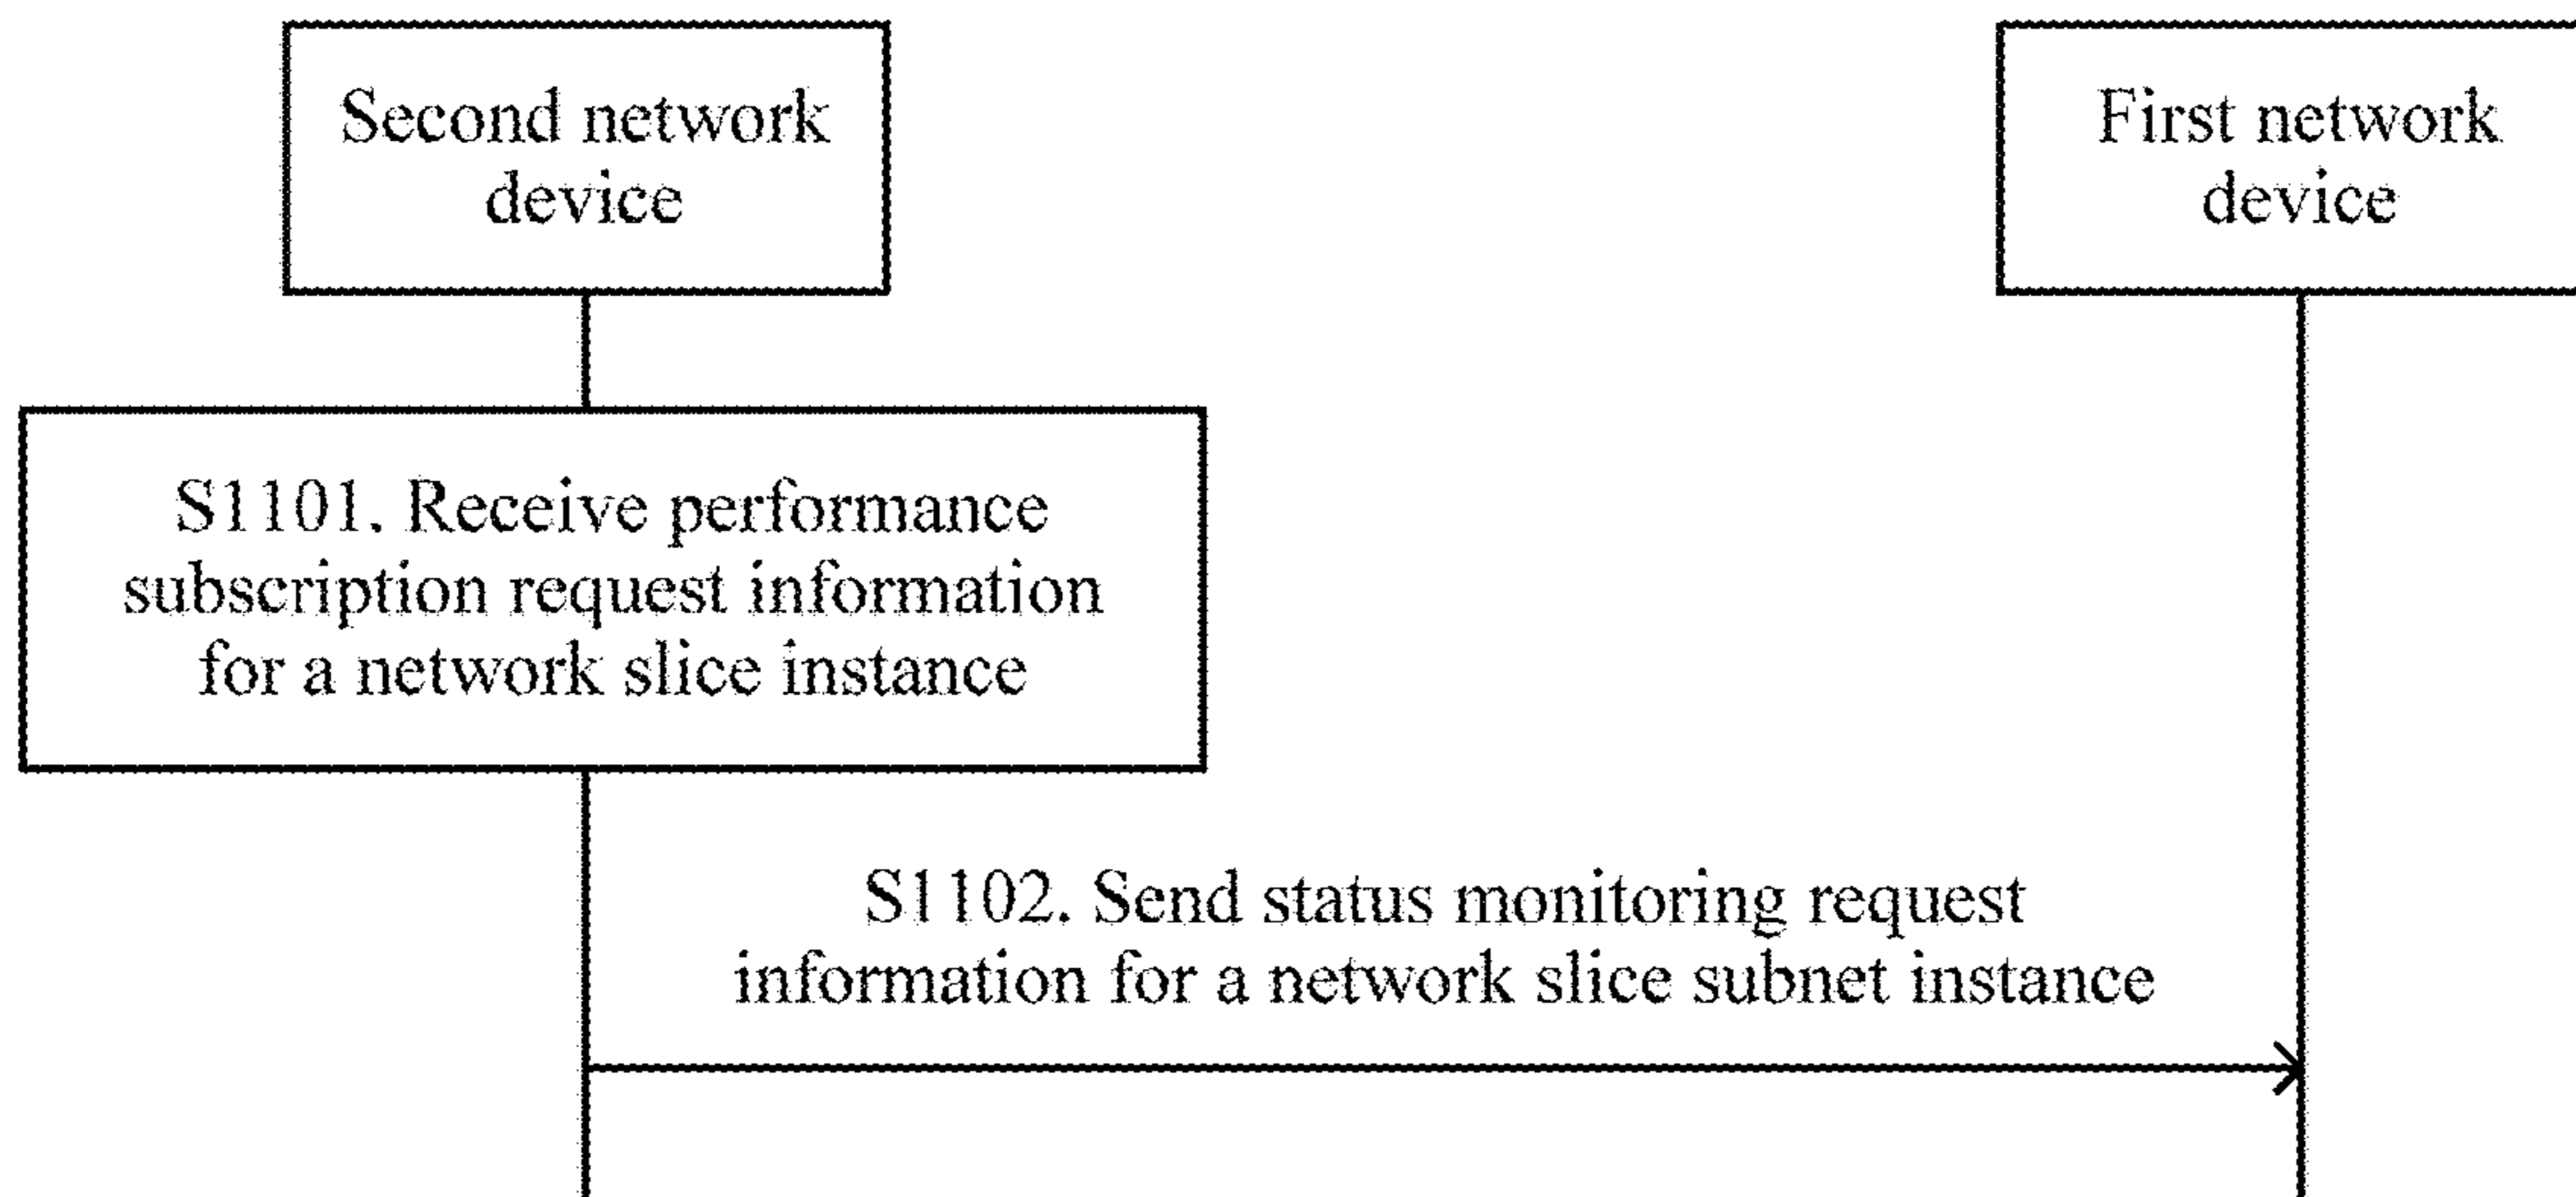 Second network
device
First network
device
S1101. Receive performance
subscription request information
for a network slice instance
S1102. Send status monitoring request
information for a network slice subnet instance